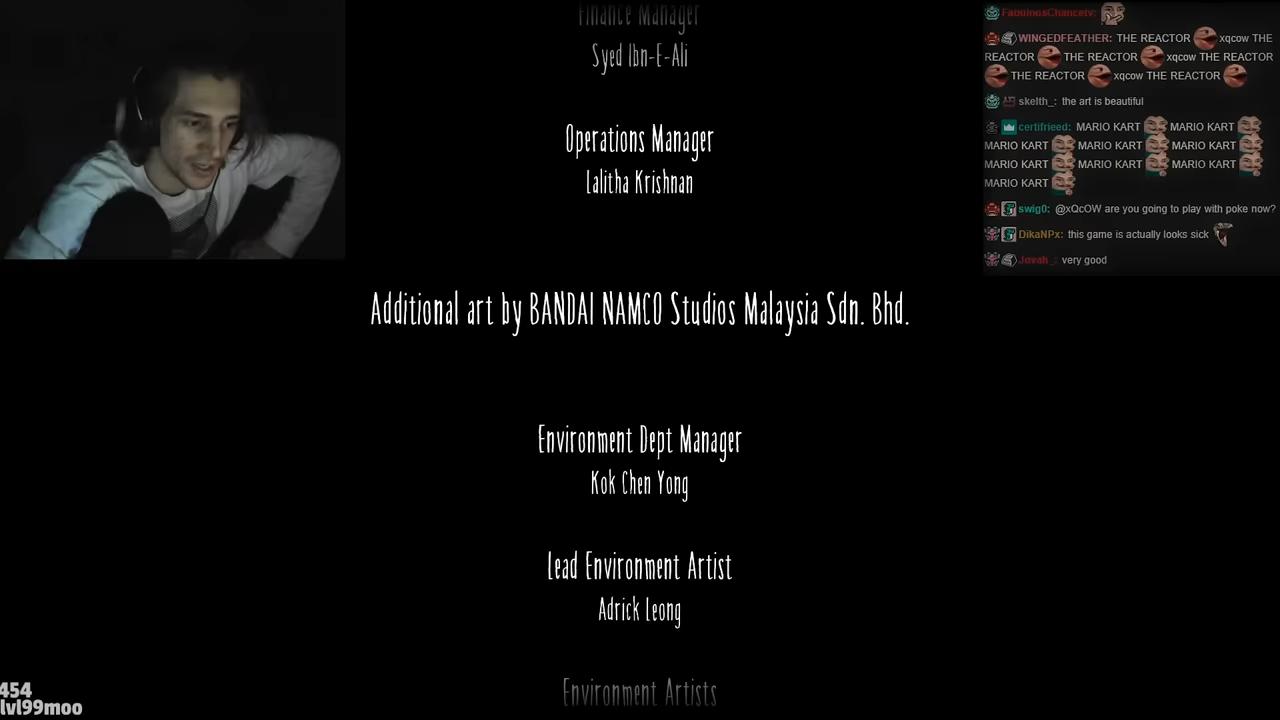 Finance Manager
Syed Ibn-E-Ali
Operations Manager
Lalitha Krishnan
Additional art by BANDAI NAMCO Studios Malaysia Sdn. Bhd.
Environment Dept Manager
Kok Chen Yong
Lead Environment Artist
Adrick Leong
Environment Artists
FabulousChancetv:
WINGEDFEATHER: THE REACTOR xqcow THE
REACTOR THE REACTOR THE REACTOR
THE REACTOR xqcow THE REACTOR
skelth_: the art is beautiful
certifrieed: MARIO KART MARIO KART
MARIO KART MARIO KART MARIO KART
MARIO KART MARIO KART MARIO KART
MARIO KART
swig0: @xQcOW are you going to play with poke now?
DikaNPx: this game is actually looks sick
Jovah_: very good
454
lvl99moo